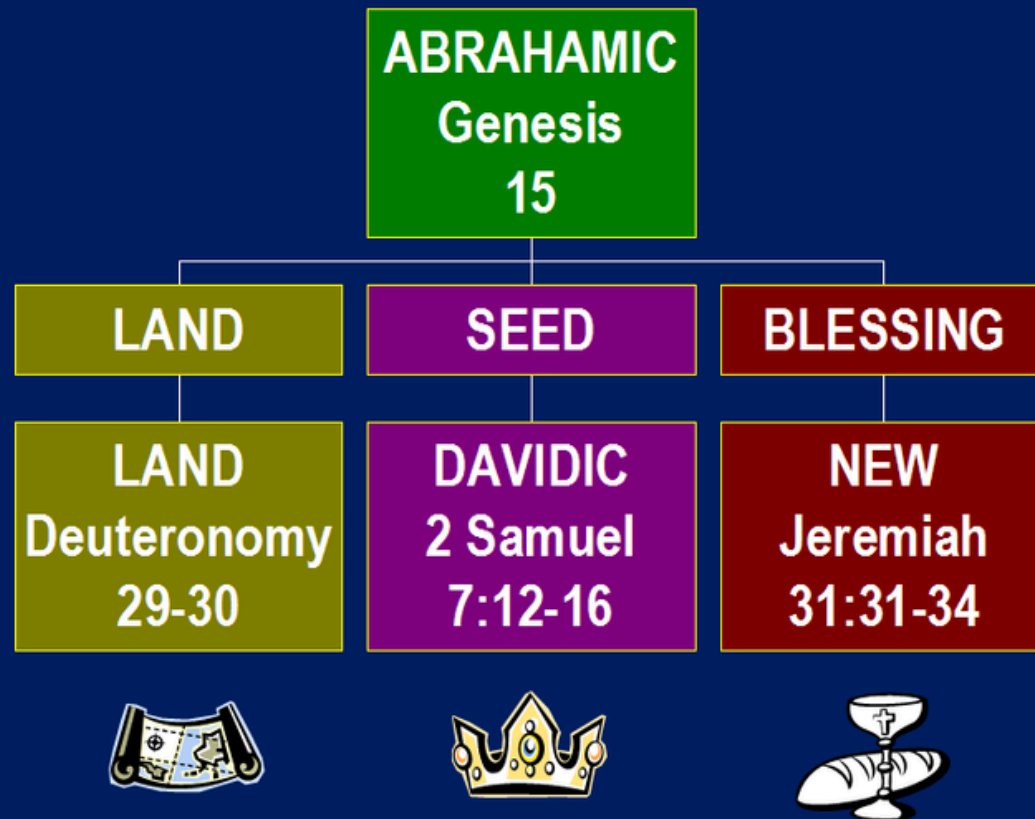 ABRAHAMIC
Genesis
15
LAND
SEED
BLESSING
LAND
Deuteronomy
29-30
DAVIDIC
2 Samuel
7:12-16
NEW
Jeremiah
31:31-34